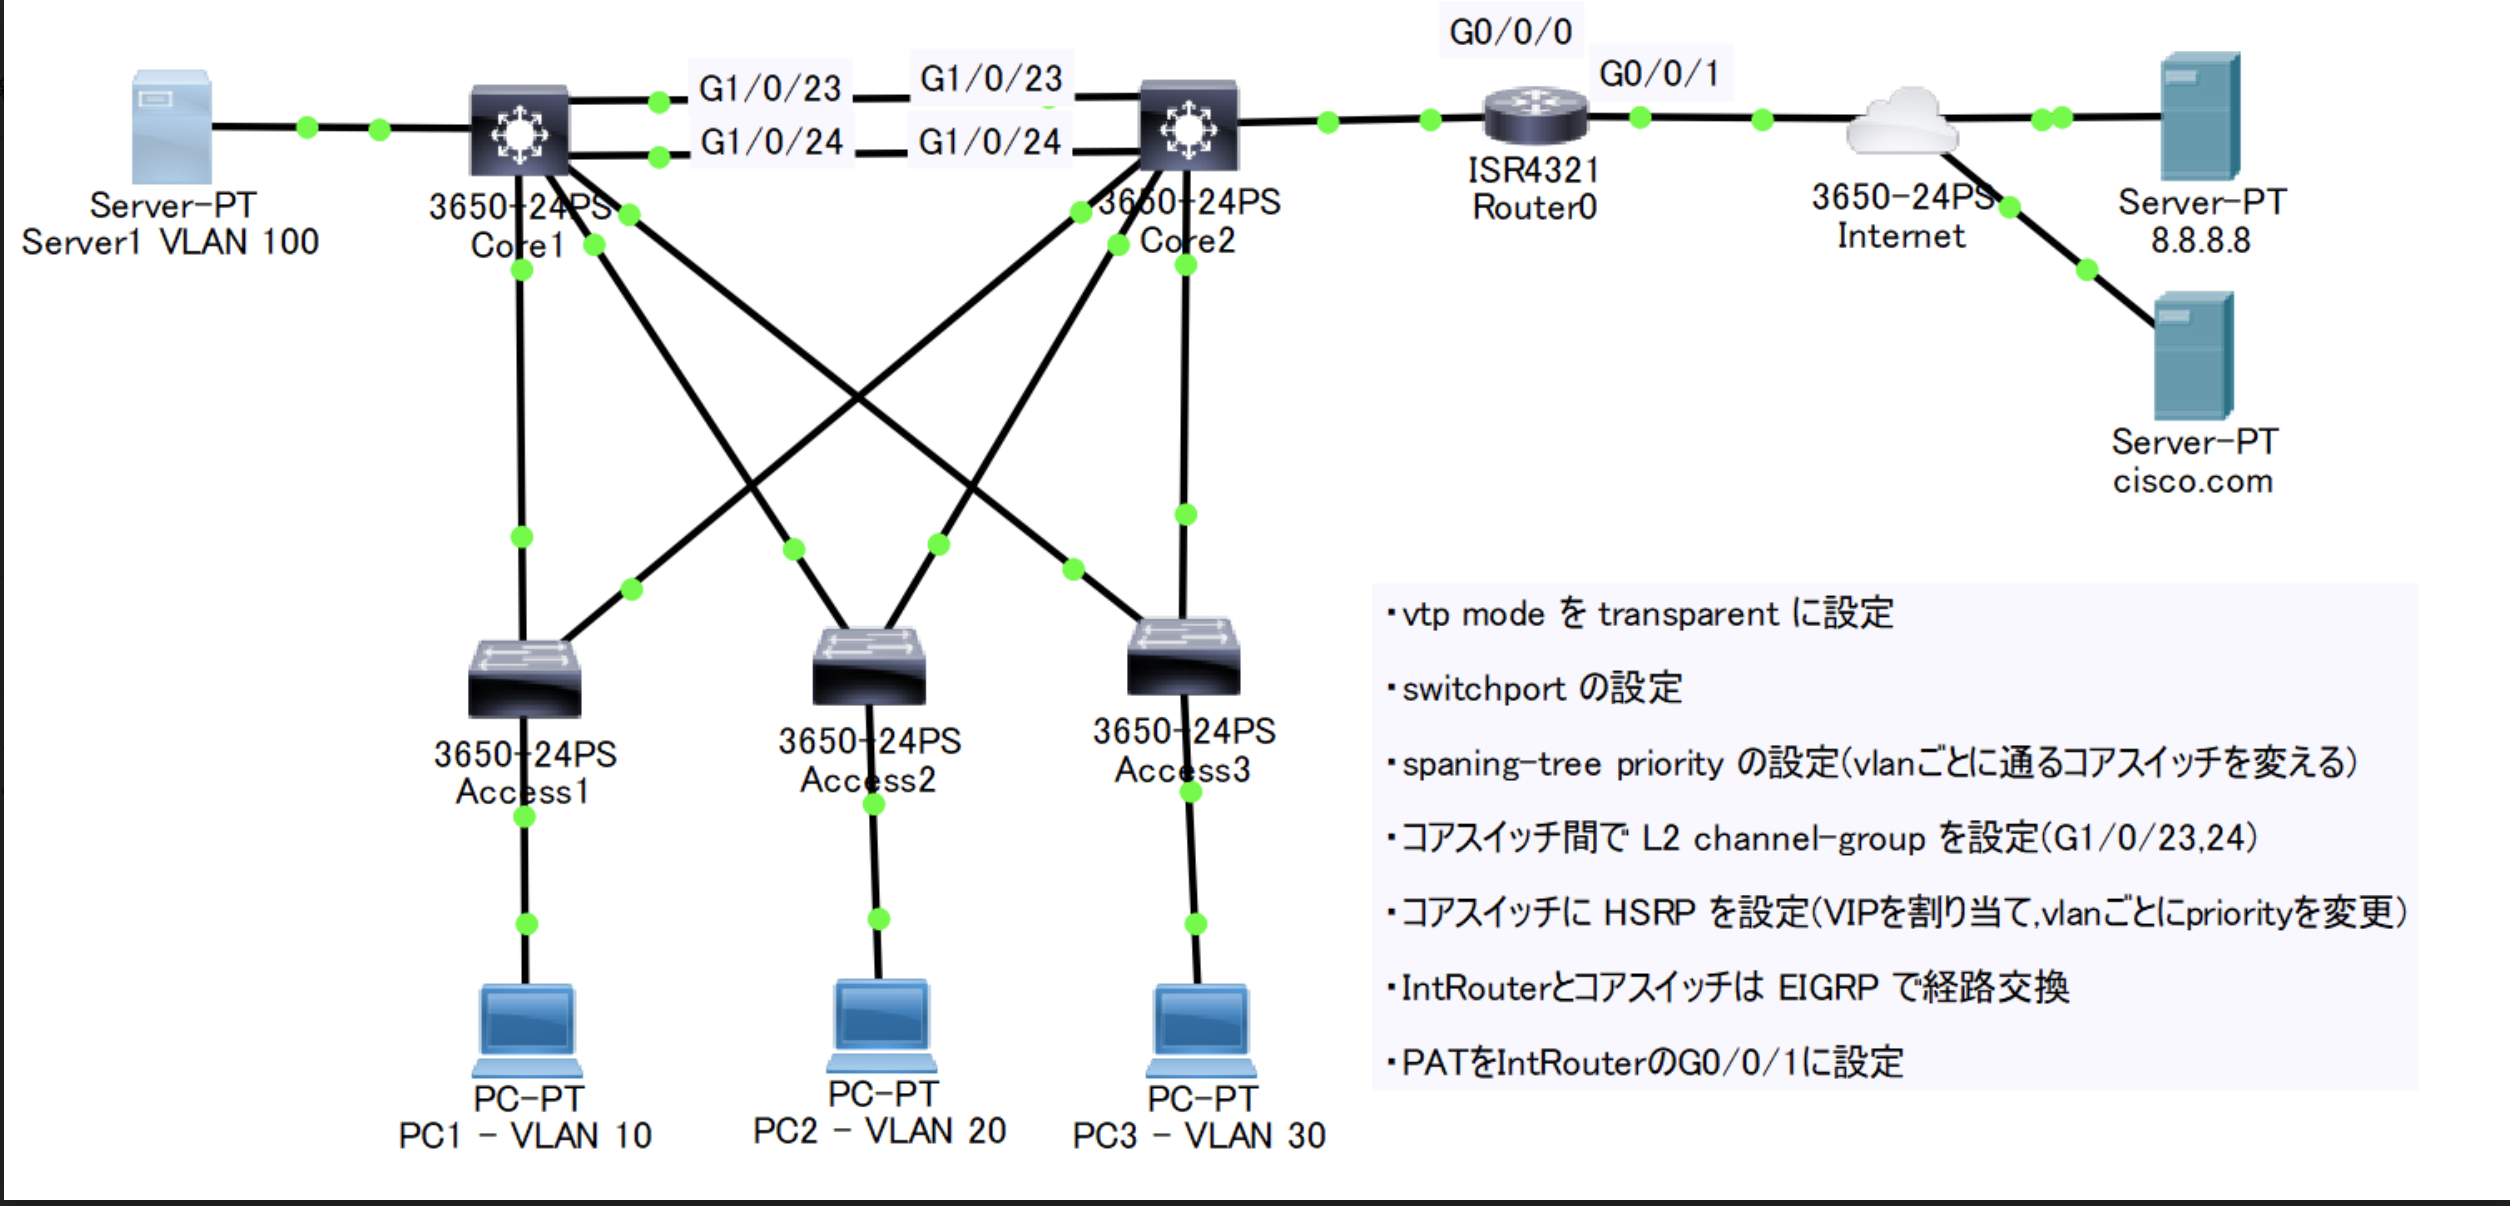 G0/0/0
G0/0/1
G1/0/23
G1/0/23
G1/0/24
G1/0/24
Server-PT
Server1 VLAN 100
3650-24PS
Core1
3650-24PS
Core2
ISR4321
Router0
3650-24PS
Internet
Server-PT
8.8.8.8
Server-PT
cisco.com
3650-24PS
Access1
3650-24PS
Access2
3650-24PS
Access3
PC-PT
PC1 - VLAN 10
PC-PT
PC2 - VLAN 20
PC-PT
PC3 - VLAN 30
・vtp mode を transparent に設定
・switchport の設定
・spaning-tree priority の設定(vlanごとに通るコアスイッチを変える)
・コアスイッチ間で L2 channel-group を設定(G1/0/23,24)
・コアスイッチに HSRP を設定(VIPを割り当て,vlanごとにpriorityを変更)
・IntRouterとコアスイッチは EIGRP で経路交換
・PATをIntRouterのG0/0/1に設定